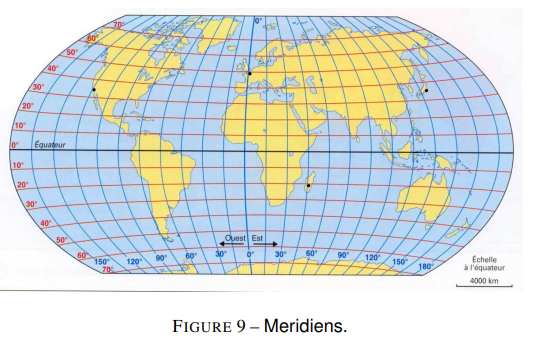 70° 0°
60°
50°
40°
30°
20°
10°
0° Équateur
10°
20°
30°
40°
50° Ouest Est
60° 150° 120° 90° 60° 30° 0° 30° 60° 90° 120° 150° 180°
70°
Échelle
à l'équateur
4000 km
FIGURE 9 – Meridiens.